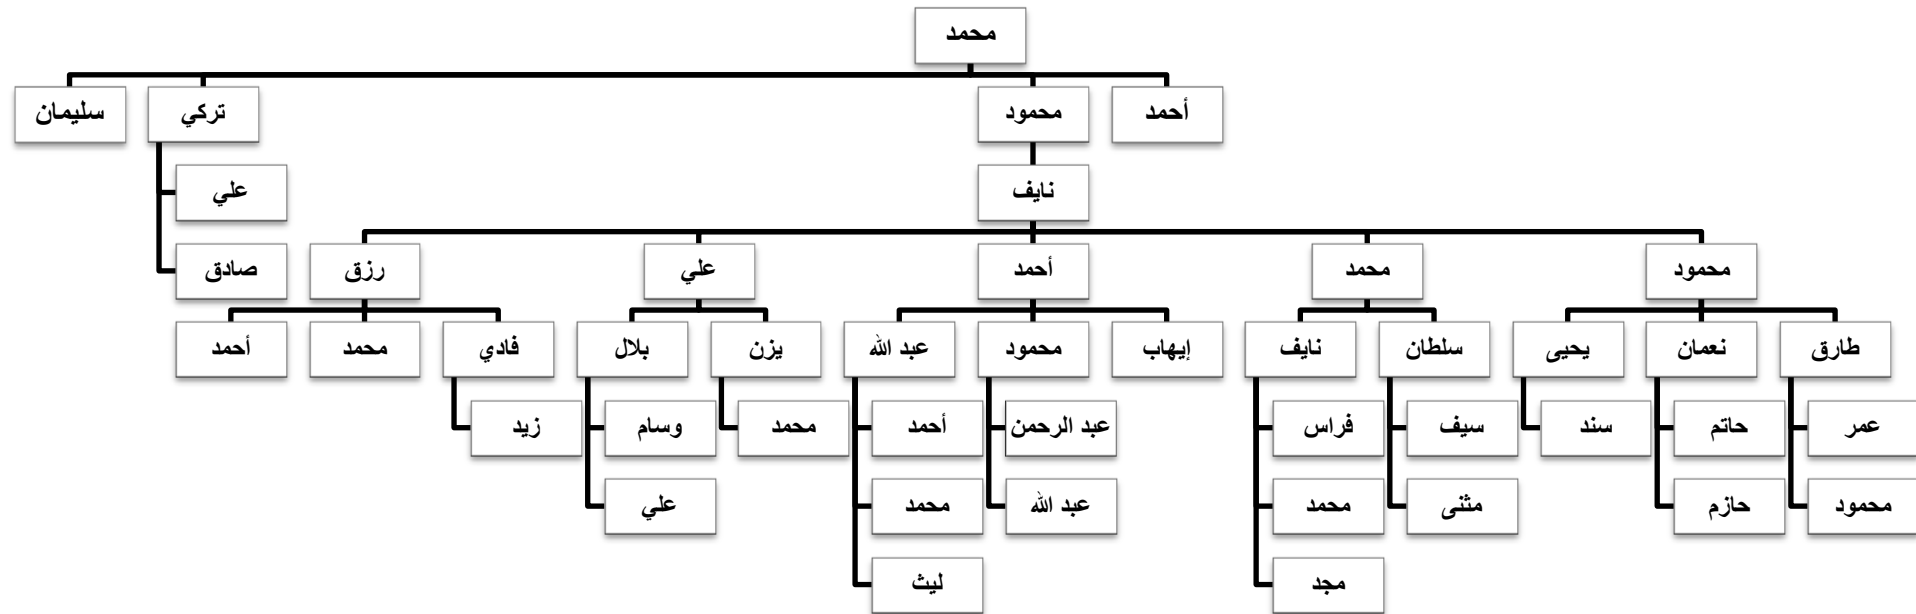 محمد
أحمد
محمود
تركي
سليمان
نايف
علي
صادق
محمود
محمد
أحمد
علي
رزق
طارق
نعمان
يحيى
سلطان
نايف
إيهاب
محمود
عبد الله
يزن
بلال
فادي
محمد
أحمد
عمر
حاتم
سند
سيف
فراس
عبد الرحمن
أحمد
محمد
وسام
زيد
محمود
حازم
مثنى
محمد
عبد الله
محمد
علي
مجد
ليث